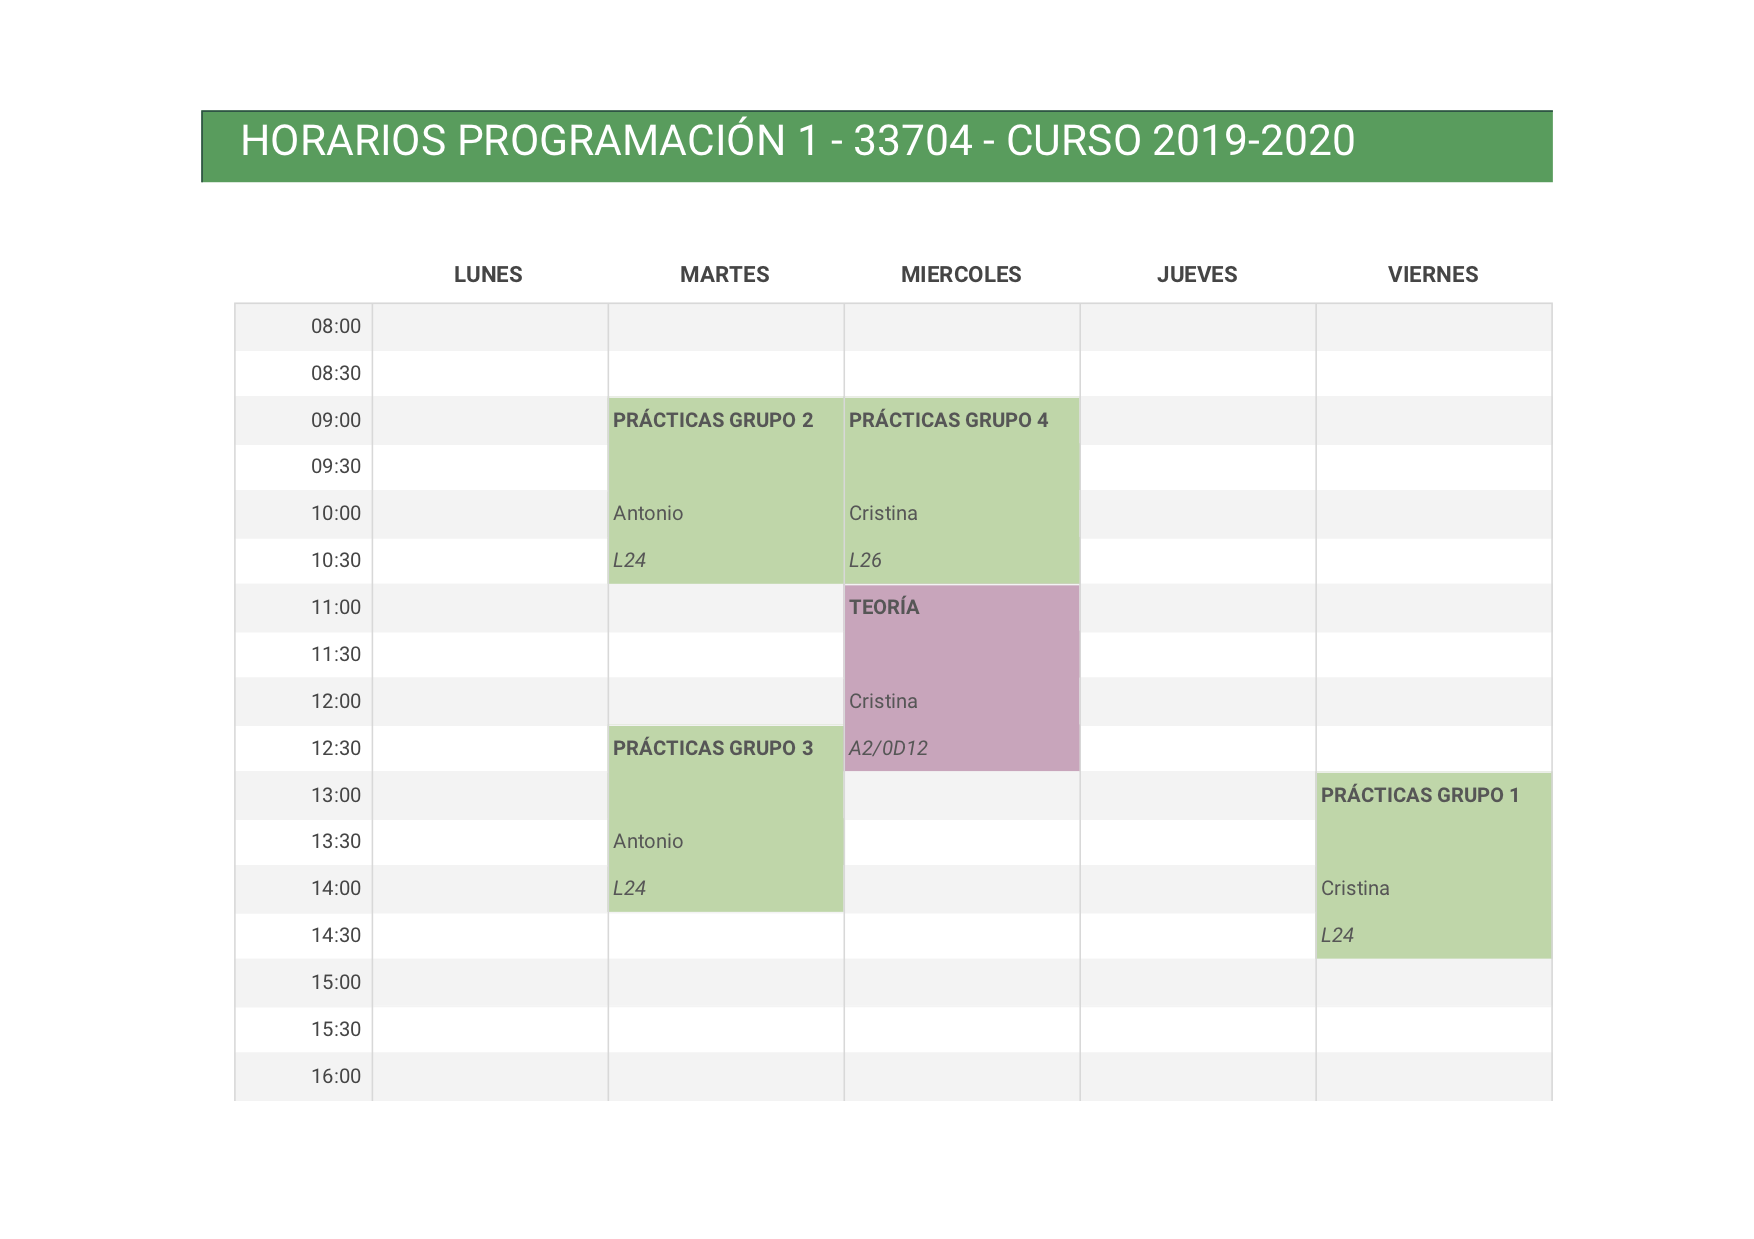 HORARIOS PROGRAMACIÓN 1 - 33704 - CURSO 2019-2020
LUNES MARTES MIERCOLES JUEVES VIERNES
08:00
08:30
09:00 PRÁCTICAS GRUPO 2 PRÁCTICAS GRUPO 4
09:30
10:00 Antonio Cristina
10:30 L24 L26
11:00 TEORÍA
11:30
12:00 Cristina
12:30 PRÁCTICAS GRUPO 3 A2/0D12
13:00 PRÁCTICAS GRUPO 1
13:30 Antonio
14:00 L24 Cristina
14:30 L24
15:00
15:30
16:00